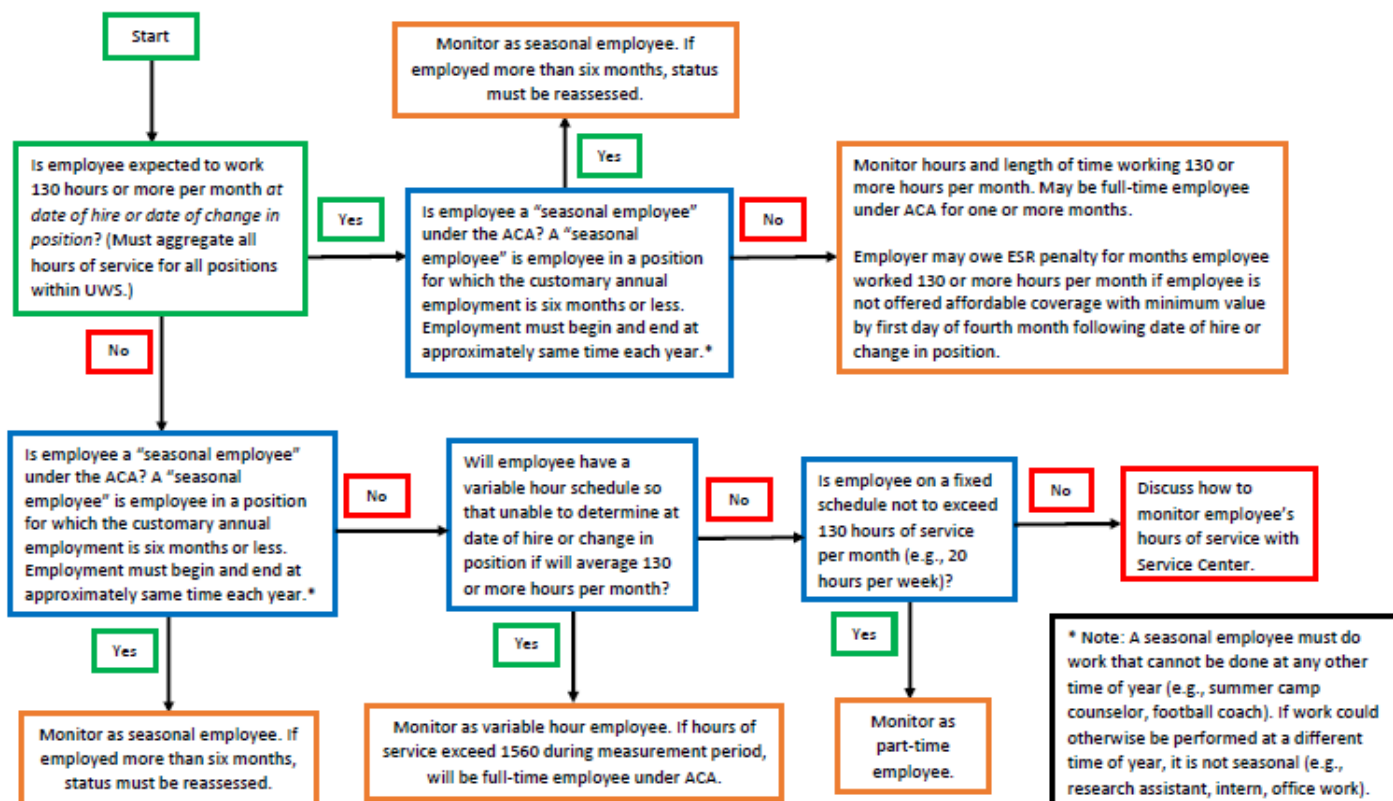 Start
Monitor as seasonal employee. If
employed more than six months, status
must be reassessed.
Is employee expected to work
130 hours or more per month at
date of hire or date of change in
position? (Must aggregate all
hours of service for all positions
within UWS.)
Yes
Yes
Is employee a “seasonal employee”
under the ACA? A “seasonal
employee” is employee in a position
for which the customary annual
employment is six months or less.
Employment must begin and end at
approximately same time each year.*
No
Monitor hours and length of time working 130 or
more hours per month. May be full-time employee
under ACA for one or more months.
Employer may owe ESR penalty for months employee
worked 130 or more hours per month if employee is
not offered affordable coverage with minimum value
by first day of fourth month following date of hire or
change in position.
No
Is employee a “seasonal employee”
under the ACA? A “seasonal
employee” is employee in a position
for which the customary annual
employment is six months or less.
Employment must begin and end at
approximately same time each year.*
No
Will employee have a
variable hour schedule so
that unable to determine at
date of hire or change in
position if will average 130
or more hours per month?
No
Is employee on a fixed
schedule not to exceed
130 hours of service
per month (e.g., 20
hours per week)?
No
Discuss how to
monitor employee’s
hours of service with
Service Center.
Yes
Yes
Yes
Monitor as seasonal employee. If
employed more than six months,
status must be reassessed.
Monitor as variable hour employee. If hours of
service exceed 1560 during measurement period,
will be full-time employee under ACA.
Monitor as
part-time
employee.
* Note: A seasonal employee must do
work that cannot be done at any other
time of year (e.g., summer camp
counselor, football coach). If work could
otherwise be performed at a different
time of year, it is not seasonal (e.g.,
research assistant, intern, office work).